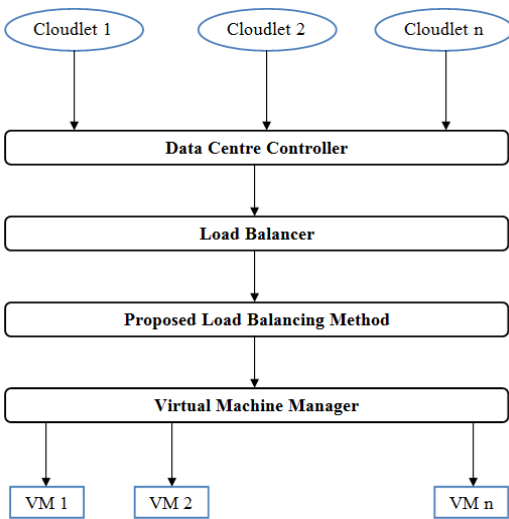 Cloudlet 1
Cloudlet 2
Cloudlet n
Data Centre Controller
Load Balancer
Proposed Load Balancing Method
Virtual Machine Manager
VM 1
VM 2
VM n